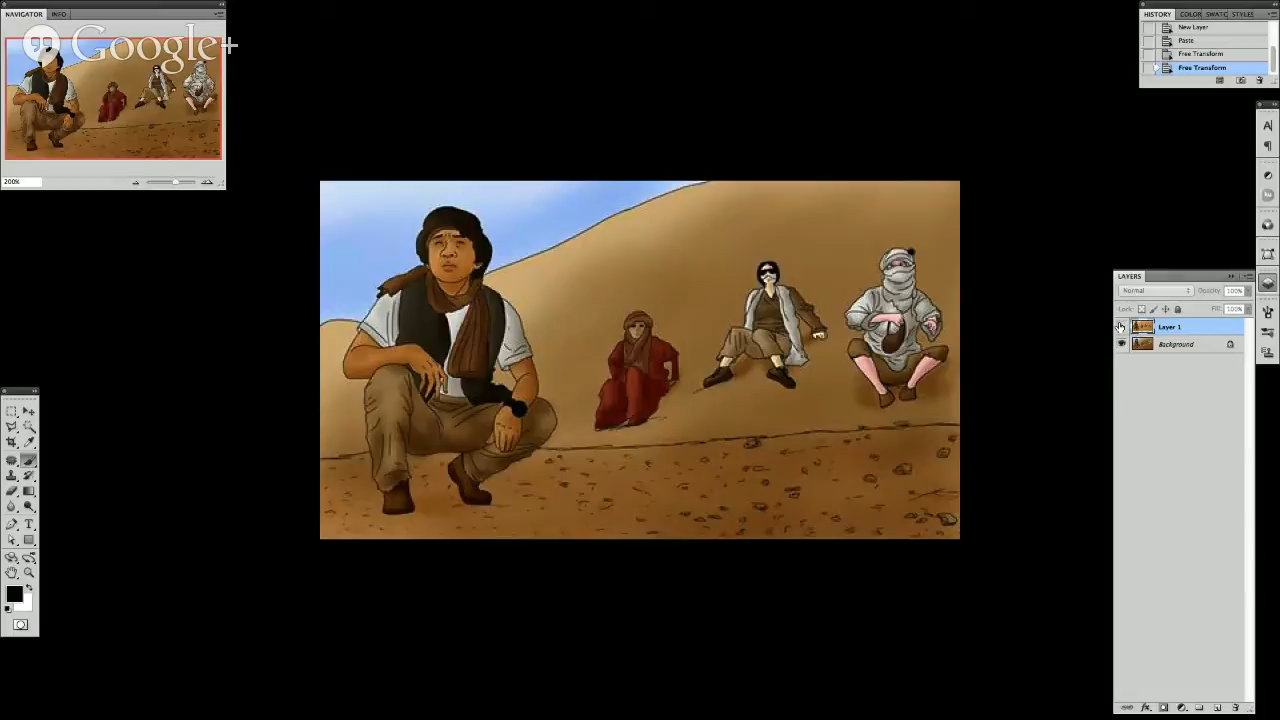 NAVIGATOR INFO
Google+
200%
HISTORY COLOR SWATC STYLES
New Layer
Paste
Free Transform
Free Transform
LAYERS
Normal Opacity: 100%
Lock: Fill: 100%
Layer 1
Background